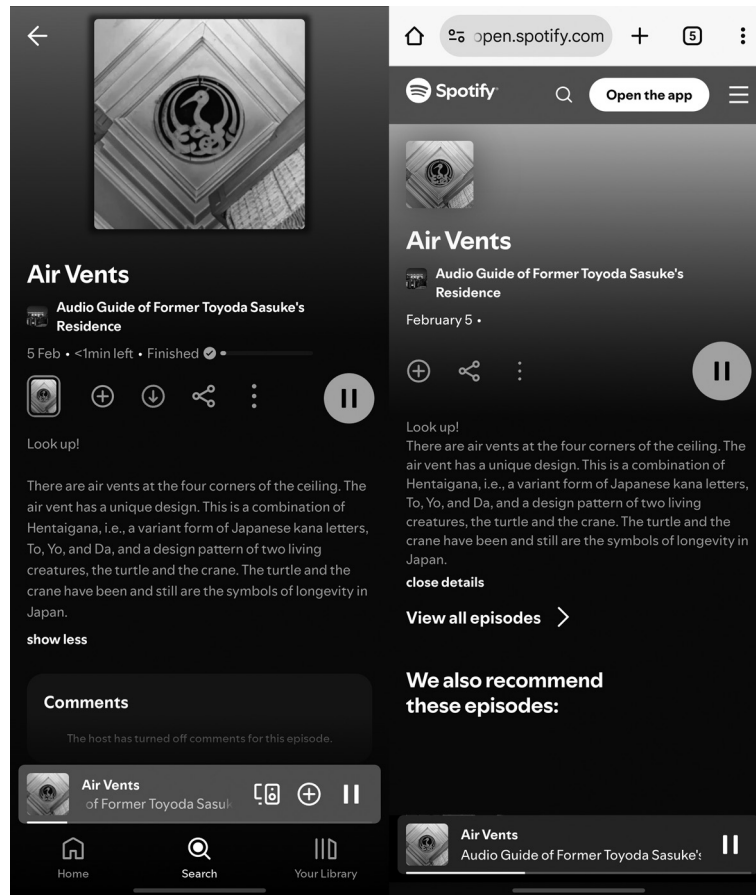 Air Vents
Audio Guide of Former Toyoda Sasuke's
Residence
5 Feb • <1min left • Finished
Look up!
There are air vents at the four corners of the ceiling. The
air vent has a unique design. This is a combination of
Hentaigana, i.e., a variant form of Japanese kana letters,
To, Yo, and Da, and a design pattern of two living
creatures, the turtle and the crane. The turtle and the
crane have been and still are the symbols of longevity in
Japan.
show less
Comments
The host has turned off comments for this episode.
Air Vents
of Former Toyoda Sasuk
Home
Search
Your Library
open.spotify.com
5
Spotify
Open the app
Air Vents
Audio Guide of Former Toyoda Sasuke's
Residence
February 5 •
Look up!
There are air vents at the four corners of the ceiling. The
air vent has a unique design. This is a combination of
Hentaigana, i.e., a variant form of Japanese kana letters,
To, Yo, and Da, and a design pattern of two living
creatures, the turtle and the crane. The turtle and the
crane have been and still are the symbols of longevity in
Japan.
close details
View all episodes
We also recommend
these episodes:
Air Vents
Audio Guide of Former Toyoda Sasuke's